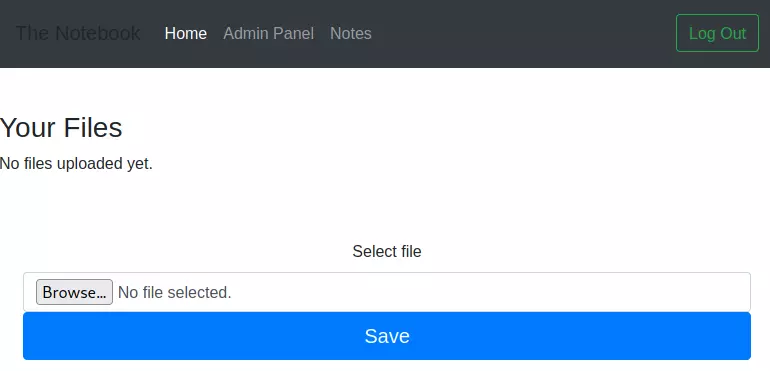 The Notebook Home Admin Panel Notes Log Out
Your Files
No files uploaded yet.
Select file
Browse... No file selected.
Save